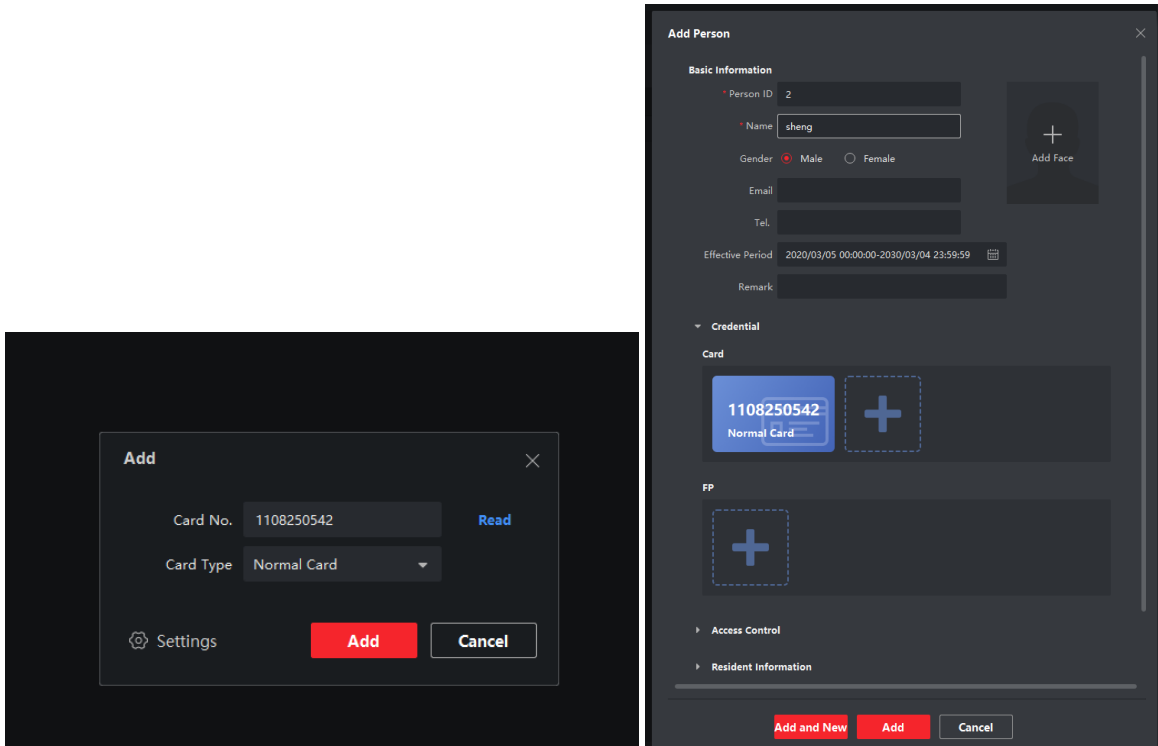 Add
Card No. 1108250542 Read
Card Type Normal Card
Settings Add Cancel
Add Person
Basic Information
* Person ID 2
* Name sheng
Gender Male Female
Add Face
Email
Tel.
Effective Period 2020/03/05 00:00:00-2030/03/04 23:59:59
Remark
Credential
Card
1108250542
Normal Card
FP
Access Control
Resident Information
Add and New Add Cancel